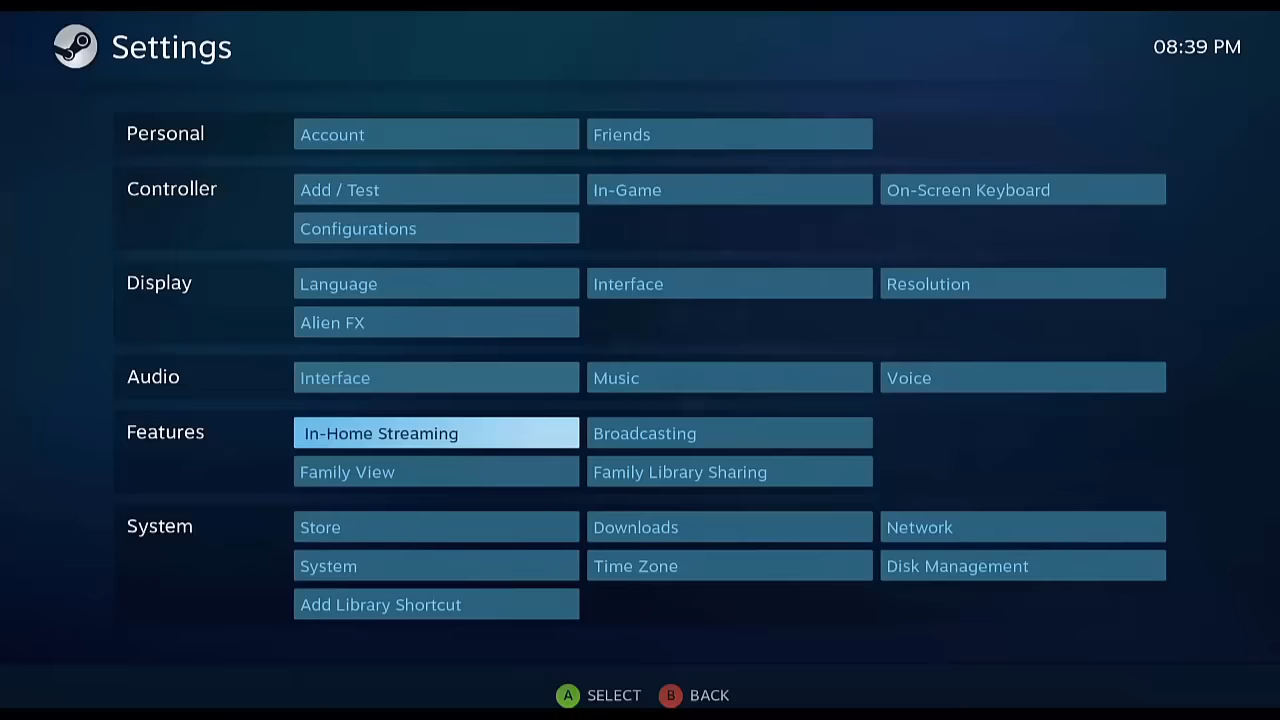 Settings
08:39 PM
Personal
Account
Friends
Controller
Add / Test
In-Game
On-Screen Keyboard
Configurations
Display
Language
Interface
Resolution
Alien FX
Audio
Interface
Music
Voice
Features
In-Home Streaming
Broadcasting
Family View
Family Library Sharing
System
Store
Downloads
Network
System
Time Zone
Disk Management
Add Library Shortcut
A SELECT
B BACK